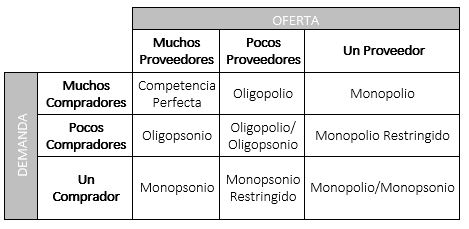 OFERTA
Muchos
Proveedores
Pocos
Proveedores
Un Proveedor
DEMANDA
Muchos
Compradores
Competencia
Perfecta
Oligopolio
Monopolio
Pocos
Compradores
Oligopsonio
Oligopolio/
Oligopsonio
Monopolio Restringido
Un
Comprador
Monopsonio
Monopsonio
Restringido
Monopolio/Monopsonio